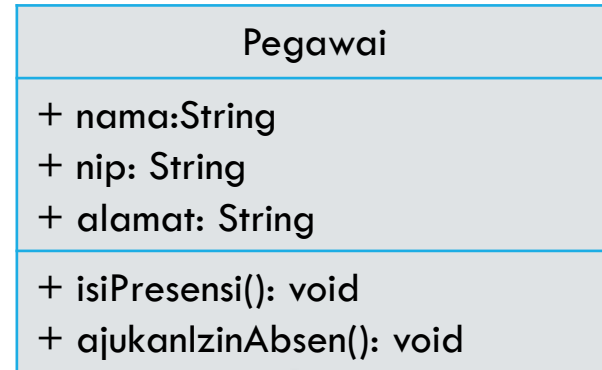 Pegawai
+ nama:String
+ nip: String
+ alamat: String
+ isiPresensi(): void
+ ajukanIzinAbsen(): void